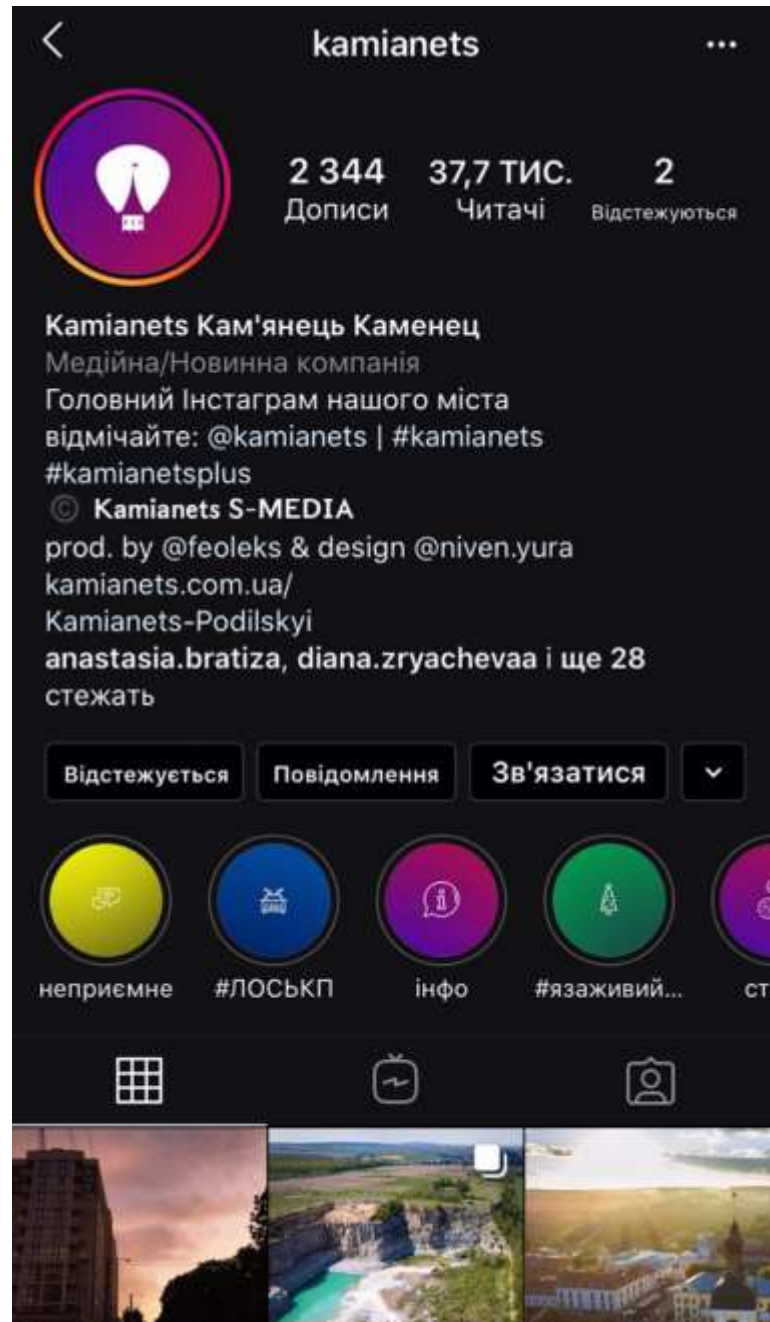 kamianets
2 344
Дописи
37,7 ТИС.
Читачі
2
Відстежуються
Kamianets Кам'янець Каменец
Медійна/Новинна компанія
Головний Інстаграм нашого міста
відмічайте: @kamianets | #kamianets
#kamianetsplus
© Kamianets S-MEDIA
prod. by @feoleks & design @niven.yura
kamianets.com.ua/
Kamianets-Podilskyi
anastasia.bratiza, diana.zryachevaa і ще 28
стежать
Відстежується
Повідомлення
Зв'язатися
неприємне
#ЛОСЬКП
інфо
#язаживий...
ст